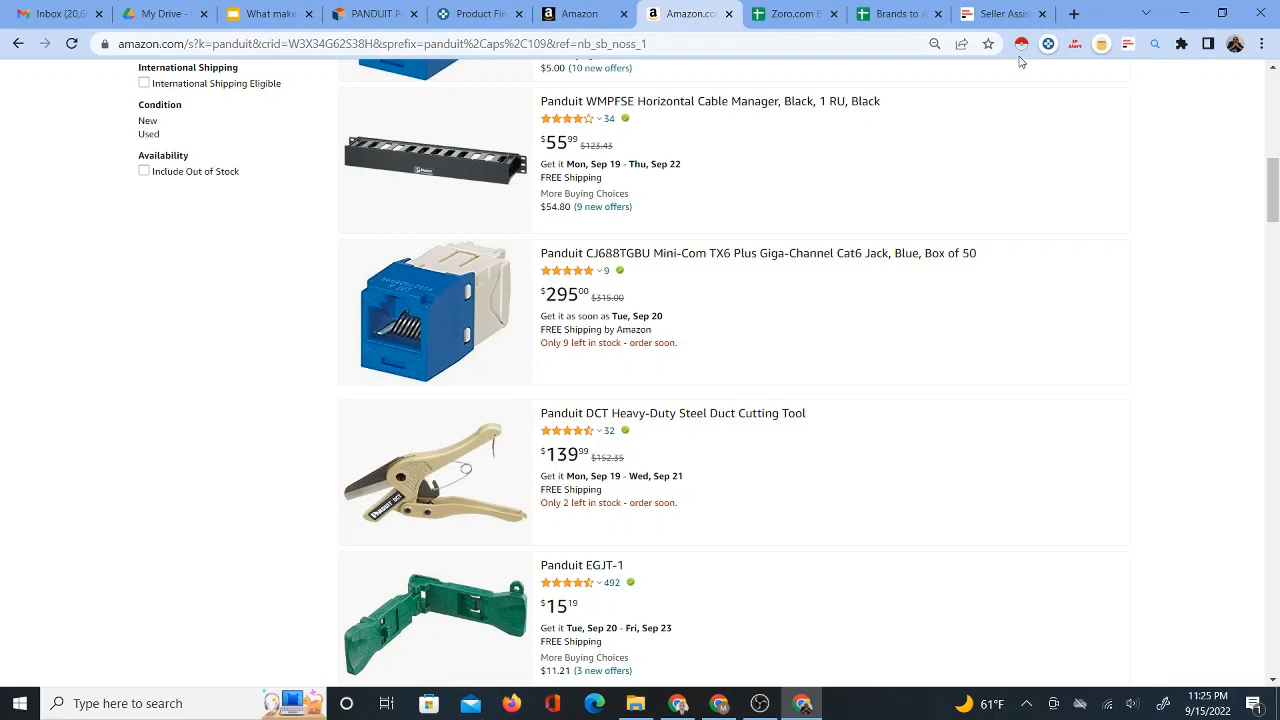 Inbox (20,8
My Drive -
Wrassmaker
PANDUIT P
Product Fin
Amazon
Amazon.co
Zoro.com B
Brands to A
Seller Assis
amazon.com/s?k=panduit&crid=W3X34G62S38H&sprefix=panduit%2Caps%2C109&ref=nb_sb_noss_1
International Shipping
International Shipping Eligible
Condition
New
Used
Availability
Include Out of Stock
$5.00 (10 new offers)
Panduit WMPFSE Horizontal Cable Manager, Black, 1 RU, Black
34
$55.99 $123.43
Get it Mon, Sep 19 - Thu, Sep 22
FREE Shipping
More Buying Choices
$54.80 (9 new offers)
Panduit CJ688TGBU Mini-Com TX6 Plus Giga-Channel Cat6 Jack, Blue, Box of 50
9
$295.00 $315.00
Get it as soon as Tue, Sep 20
FREE Shipping by Amazon
Only 9 left in stock - order soon.
Panduit DCT Heavy-Duty Steel Duct Cutting Tool
32
$139.99 $152.35
Get it Mon, Sep 19 - Wed, Sep 21
FREE Shipping
Only 2 left in stock - order soon.
PANDUIT DCT
Panduit EGJT-1
492
$15.19
Get it Tue, Sep 20 - Fri, Sep 23
FREE Shipping
More Buying Choices
$11.21 (3 new offers)
Type here to search
11:25 PM
9/15/2022